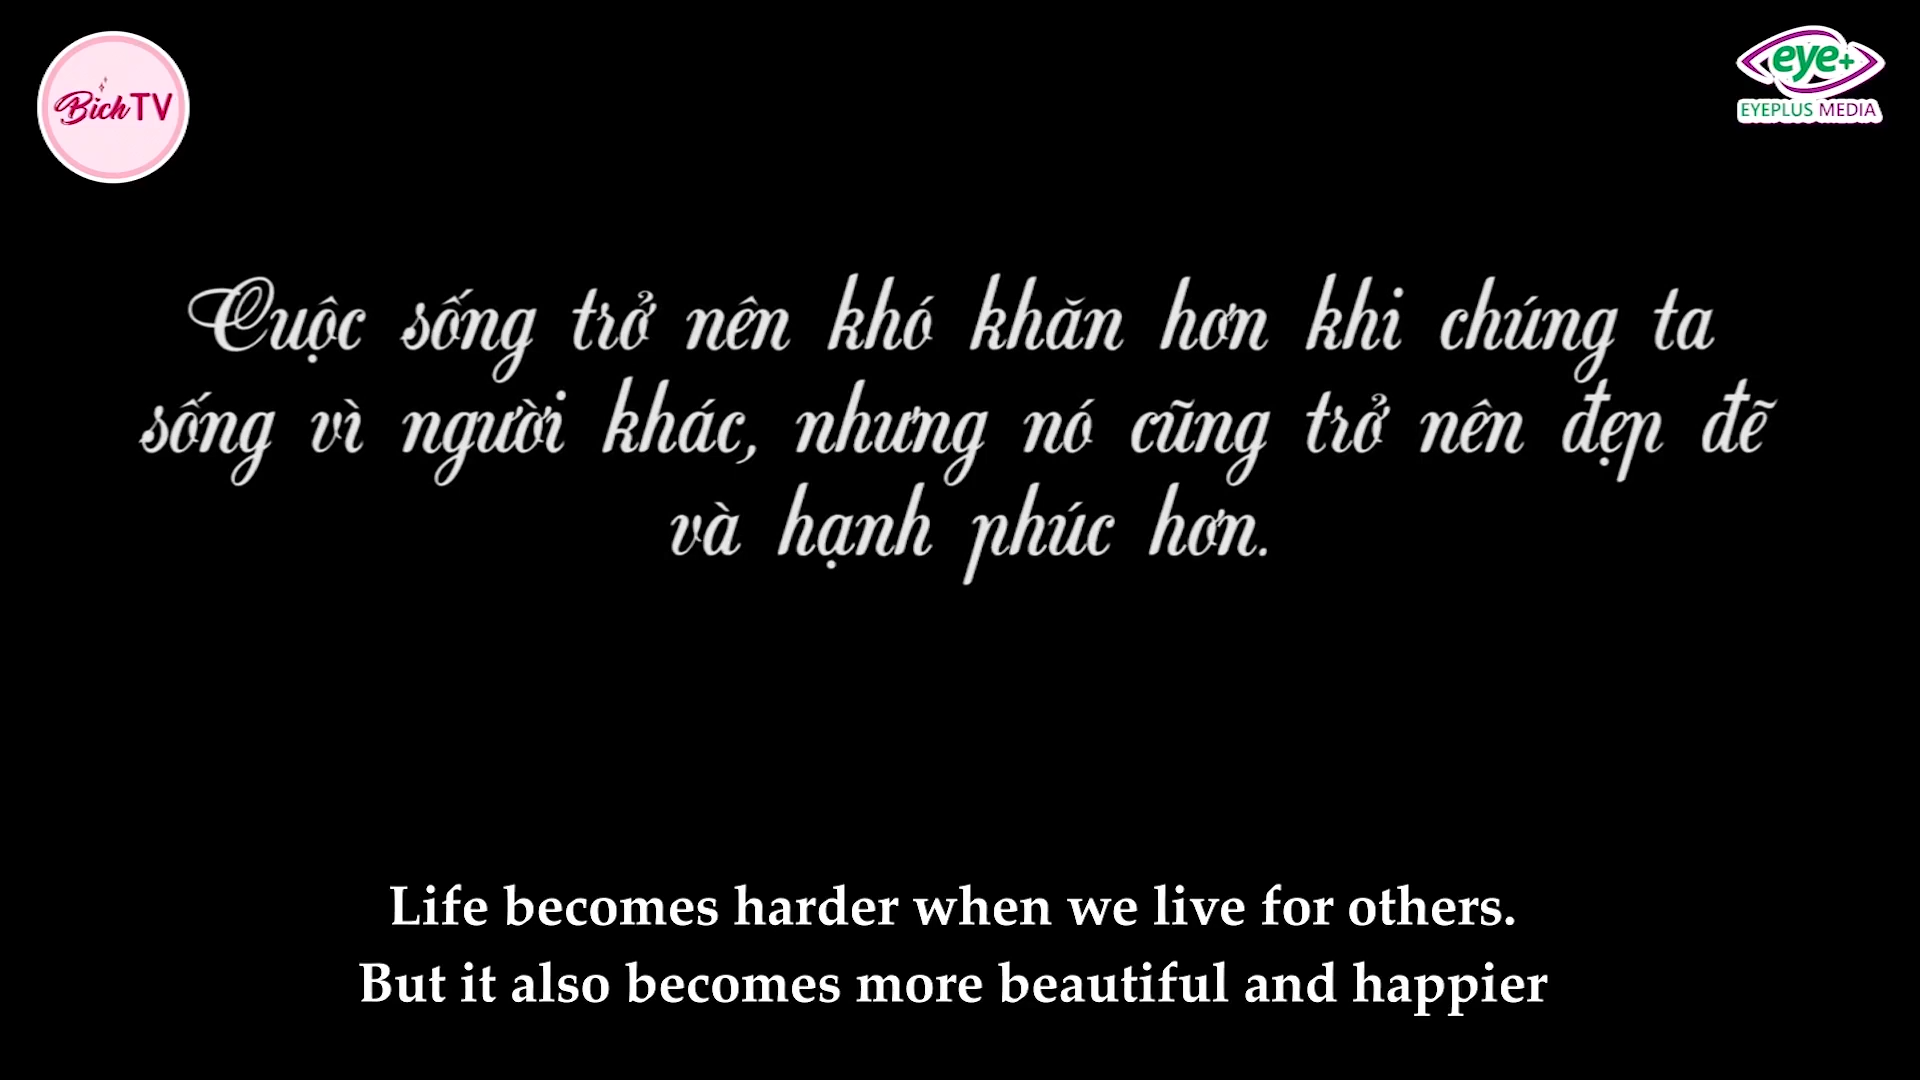 Bich TV
eye+
EYEPLUS MEDIA
Cuộc sống trở nên khó khăn hơn khi chúng ta
sống vì người khác, nhưng nó cũng trở nên đẹp đẽ
và hạnh phúc hơn.
Life becomes harder when we live for others.
But it also becomes more beautiful and happier